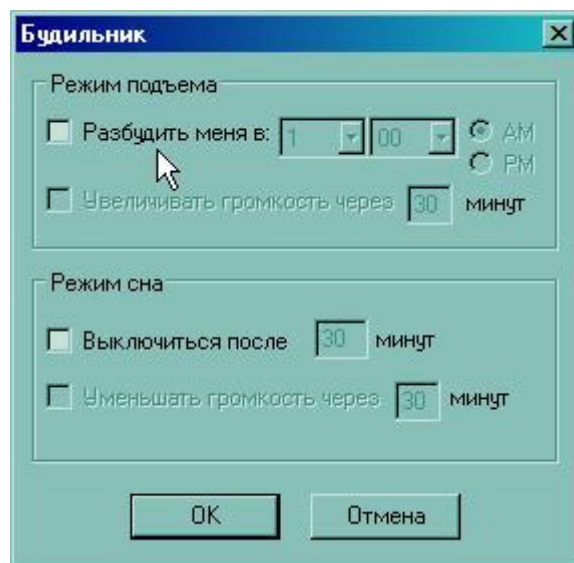 Будильник
Режим подъема
Разбудить меня в: 1 00 AM
PM
Увеличивать громкость через 30 минут
Режим сна
Выключиться после 30 минут
Уменьшать громкость через 30 минут
OK Отмена